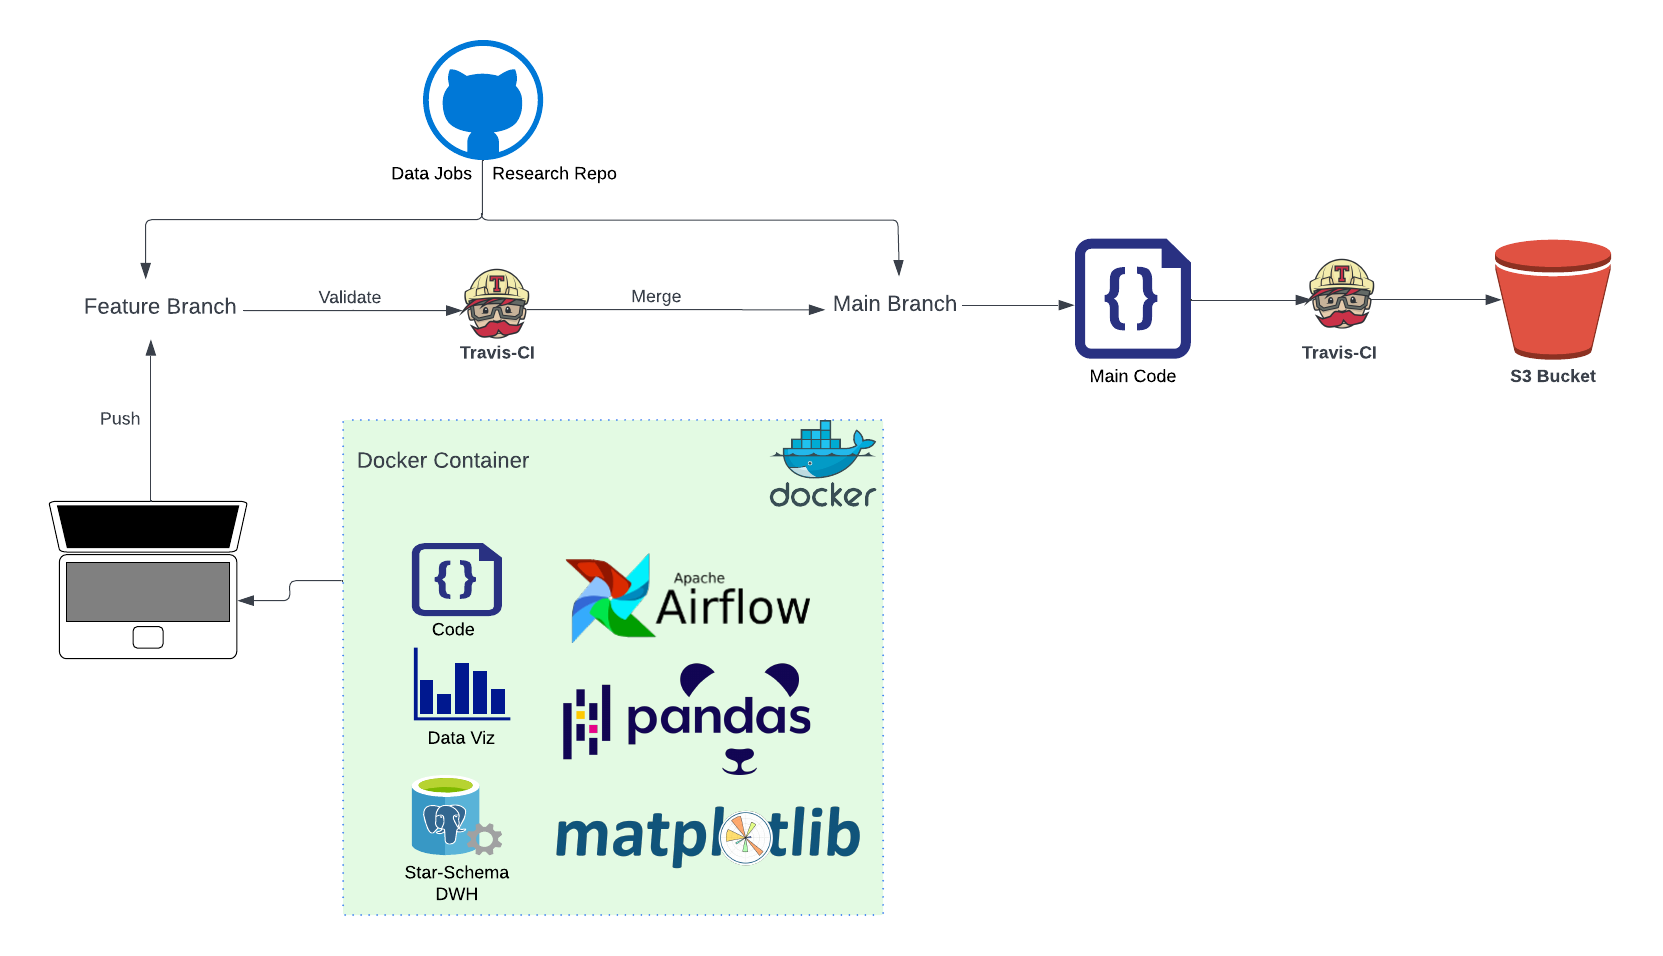 Data Jobs Research Repo
Feature Branch
Validate
T
Travis-CI
Merge
Main Branch
{ }
Main Code
T
Travis-CI
S3 Bucket
Push
Docker Container
docker
{ }
Code
Apache
Airflow
Data Viz
pandas
Star-Schema
DWH
matplotlib